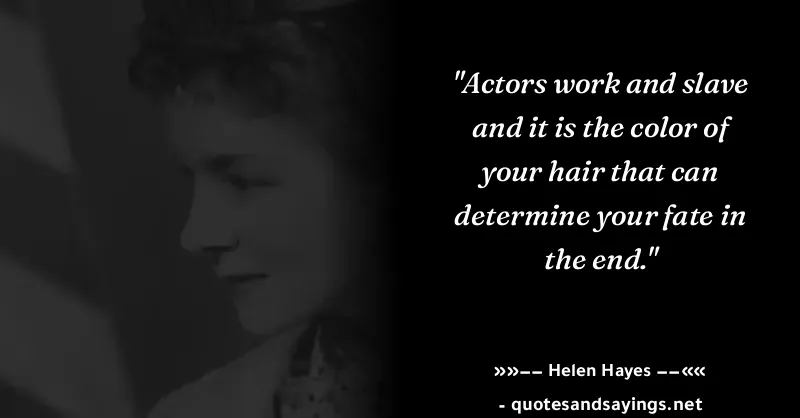 "Actors work and slave
and it is the color of
your hair that can
determine your fate in
the end."
»»–– Helen Hayes ––««
- quotesandsayings.net